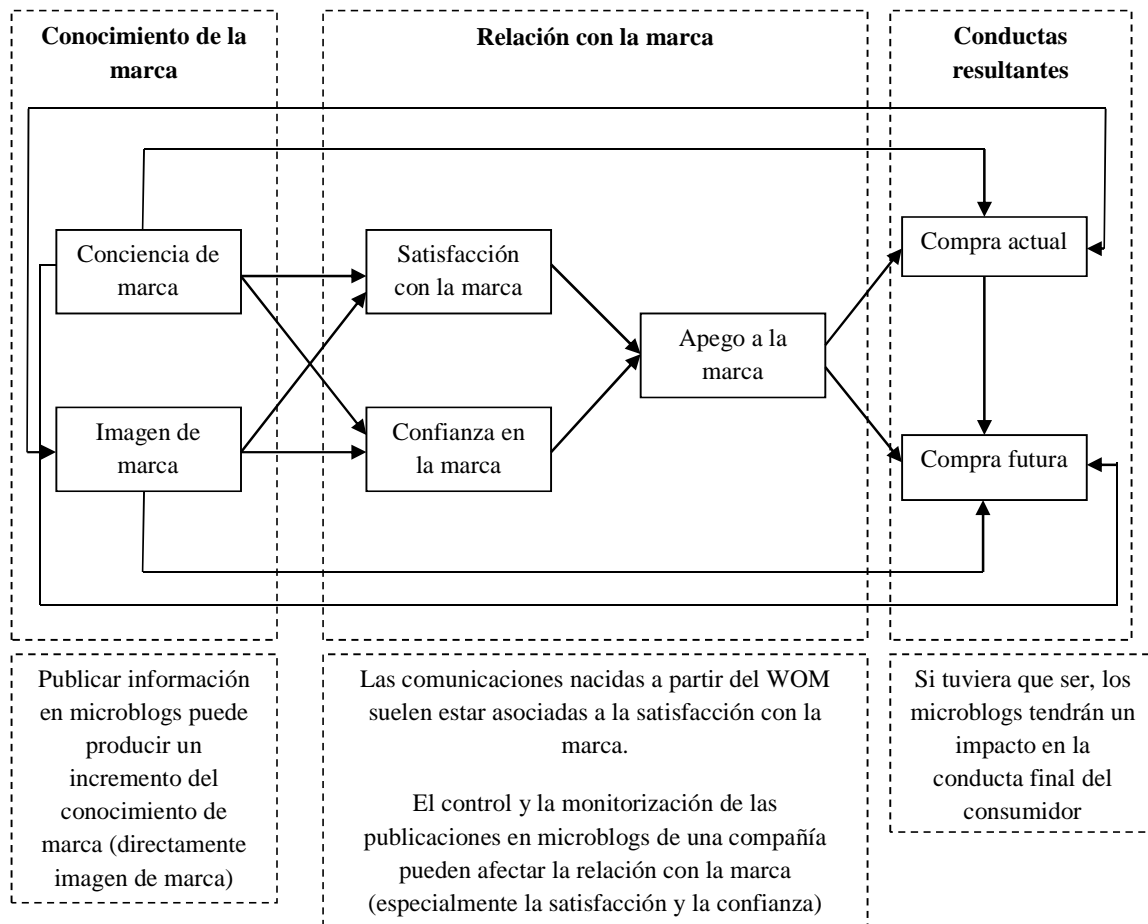 Conocimiento de la
marca
Relación con la marca
Conductas
resultantes
Conciencia de
marca
Satisfacción
con la marca
Compra actual
Apego a la
marca
Imagen de
marca
Confianza en
la marca
Compra futura
Publicar información
en microblogs puede
producir un
incremento del
conocimiento de
marca (directamente
imagen de marca)
Las comunicaciones nacidas a partir del WOM
suelen estar asociadas a la satisfacción con la
marca.
El control y la monitorización de las
publicaciones en microblogs de una compañía
pueden afectar la relación con la marca
(especialmente la satisfacción y la confianza)
Si tuviera que ser, los
microblogs tendrán un
impacto en la
conducta final del
consumidor